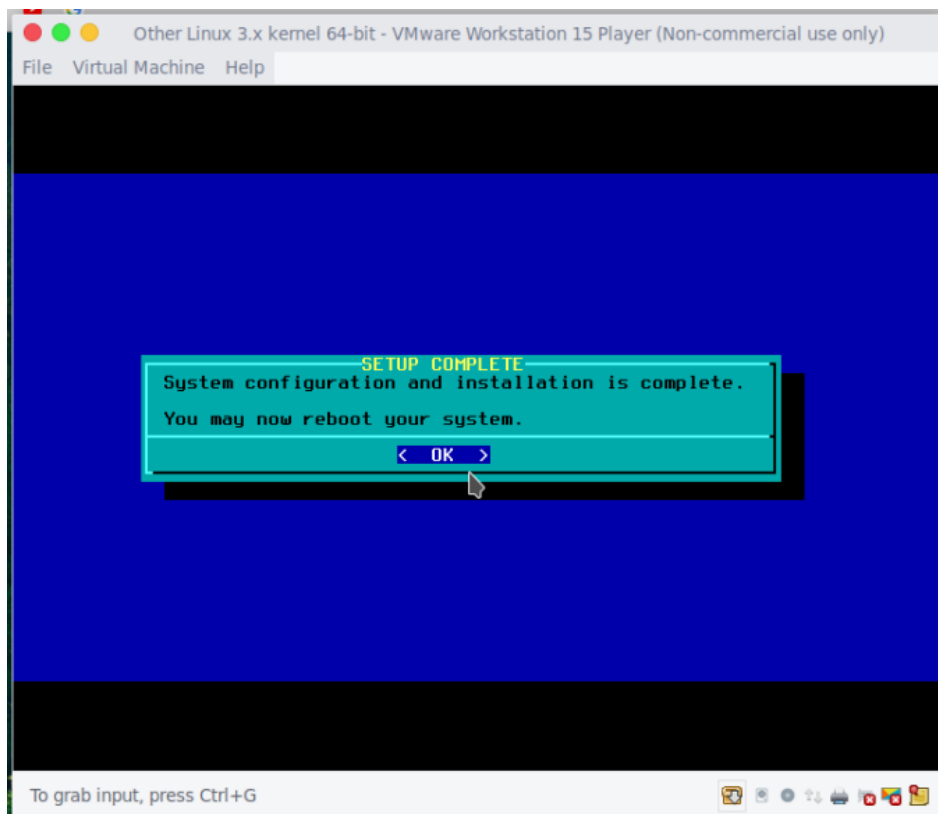 Other Linux 3.x kernel 64-bit - VMware Workstation 15 Player (Non-commercial use only)
File Virtual Machine Help
SETUP COMPLETE
System configuration and installation is complete.
You may now reboot your system.
< OK >
To grab input, press Ctrl+G